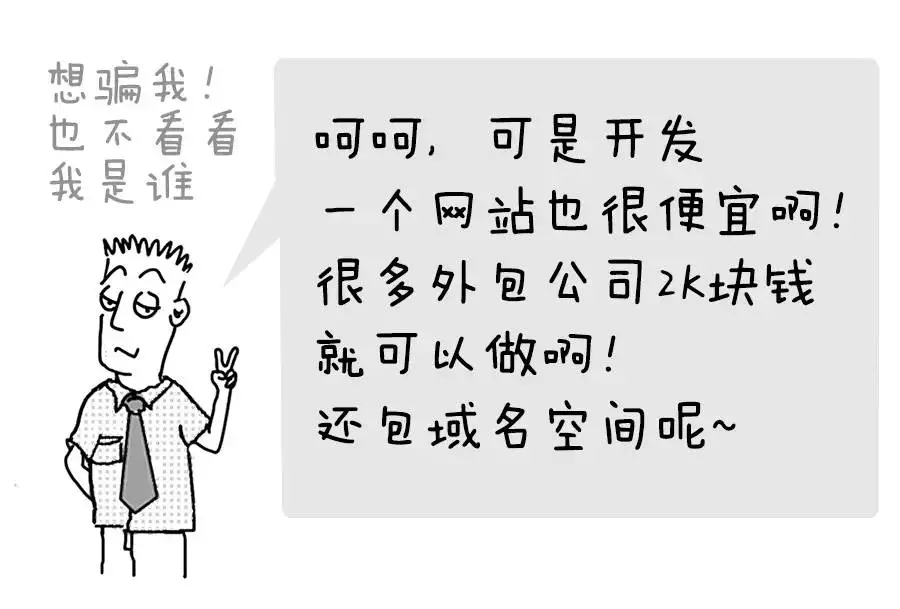 想骗我！
也不看看
我是谁
呵呵，可是开发
一个网站也很便宜啊！
很多外包公司2K块钱
就可以做啊！
还包域名空间呢~